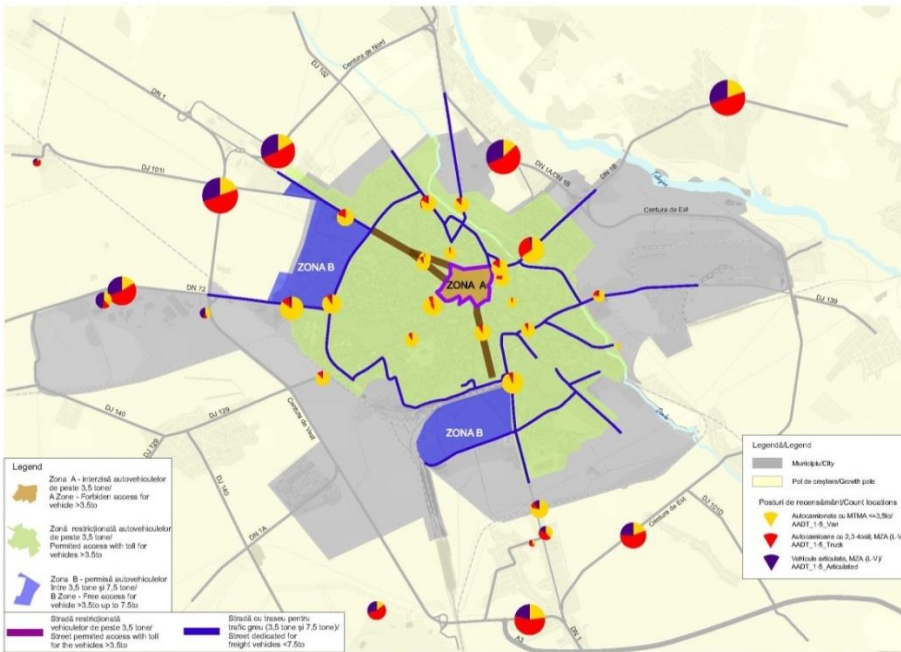 DN 1
Centura de Nord
DJ 102
DJ 101I
DN 1A/DN 1B
DN 1B
Centura de Est
ZONA B
ZONA A
DN 72
DJ 139
DJ 140
DJ 129
DJ 129
Centura de Vest
DJ 140
ZONA B
DN 1A
Centura de Est
DJ 101D
A3
DN 1
Legend
Zona A - interzisă autovehiculelor
de peste 3,5 tone/
A Zone - Forbiden access for
vehicle >3.5to
Zonă restricționată autovehiculelor
de peste 3,5 tone/
Permited access with toll for
vehicles >3.5to
Zona B - permisă autovehiculelor
între 3,5 tone și 7,5 tone/
B Zone - Free access for
vehicle >3.5to up to 7.5to
Stradă restricționată
vehiculelor de peste 3,5 tone/
Street permited access with toll
for the vehicles >3.5to
Stradă cu traseu pentru
trafic greu (3,5 tone și 7,5 tone)/
Street dedicated for
freight vehicles <7.5to
Legendă/Legend
Municipiu/City
Pol de creștere/Growth pole
Posturi de recensământ/Count locations
Autocamionete cu MTMA <=3,5to/
AADT_1-5_Van
Autocamioane cu 2,3-4osii, MZA (L-V)
AADT_1-5_Truck
Vehicule articulate, MZA (L-V)/
AADT_1-5_Articulated